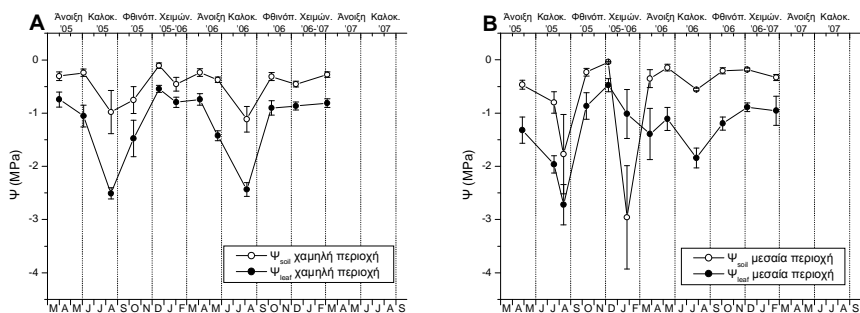 A
Άνοιξη Καλοκ. Φθινόπ. Χειμών. Άνοιξη Καλοκ. Φθινόπ. Χειμών. Άνοιξη Καλοκ.
'05 '05 '05 05-'06 '06 '06 '06 '06-'07 '07 '07
Ψ (MPa)
0
-1
-2
-3
-4
Ψsoil χαμηλή περιοχή
Ψleaf χαμηλή περιοχή
M A M J J A S O N D J F M A M J J A S O N D J F M A M J J A S
B
Άνοιξη Καλοκ. Φθινόπ. Χειμών. Άνοιξη Καλοκ. Φθινόπ. Χειμών. Άνοιξη Καλοκ.
'05 '05 '05 '05-'06 '06 '06 '06 '06-'07 '07 '07
Ψ (MPa)
0
-1
-2
-3
-4
Ψsoil μεσαία περιοχή
Ψleaf μεσαία περιοχή
M A M J J A S O N D J F M A M J J A S O N D J F M A M J J A S